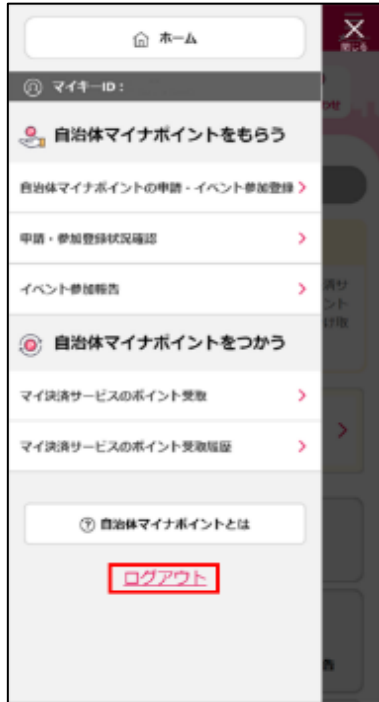 ホーム
閉じる
マイキーID：
自治体マイナポイントをもらう
自治体マイナポイントの申請・イベント参加登録
申請・参加登録状況確認
イベント参加報告
自治体マイナポイントをつかう
マイ決済サービスのポイント受取
マイ決済サービスのポイント受取履歴
自治体マイナポイントとは
ログアウト